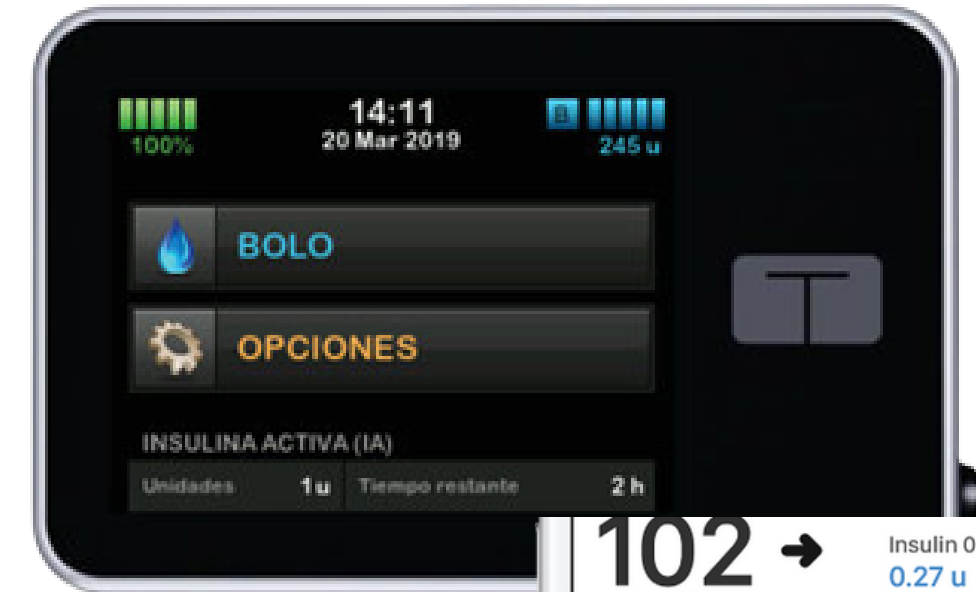 14:11
20 Mar 2019
100%
B
245 u
BOLO
OPCIONES
INSULINA ACTIVA (IA)
Unidades 1 u Tiempo restante 2 h
102 Insulin 0
0.27 u